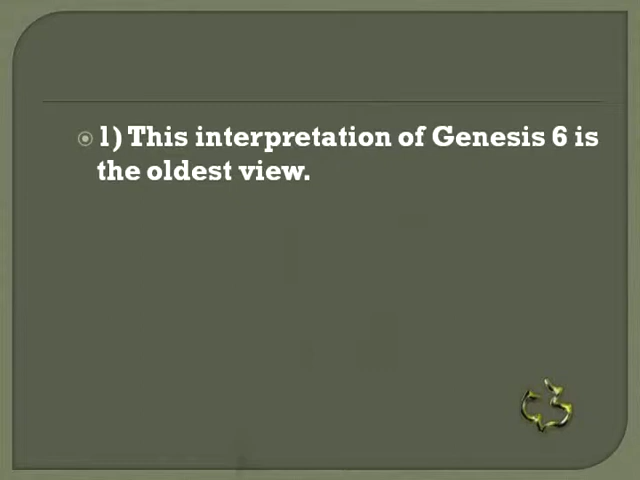 1) This interpretation of Genesis 6 is
the oldest view.